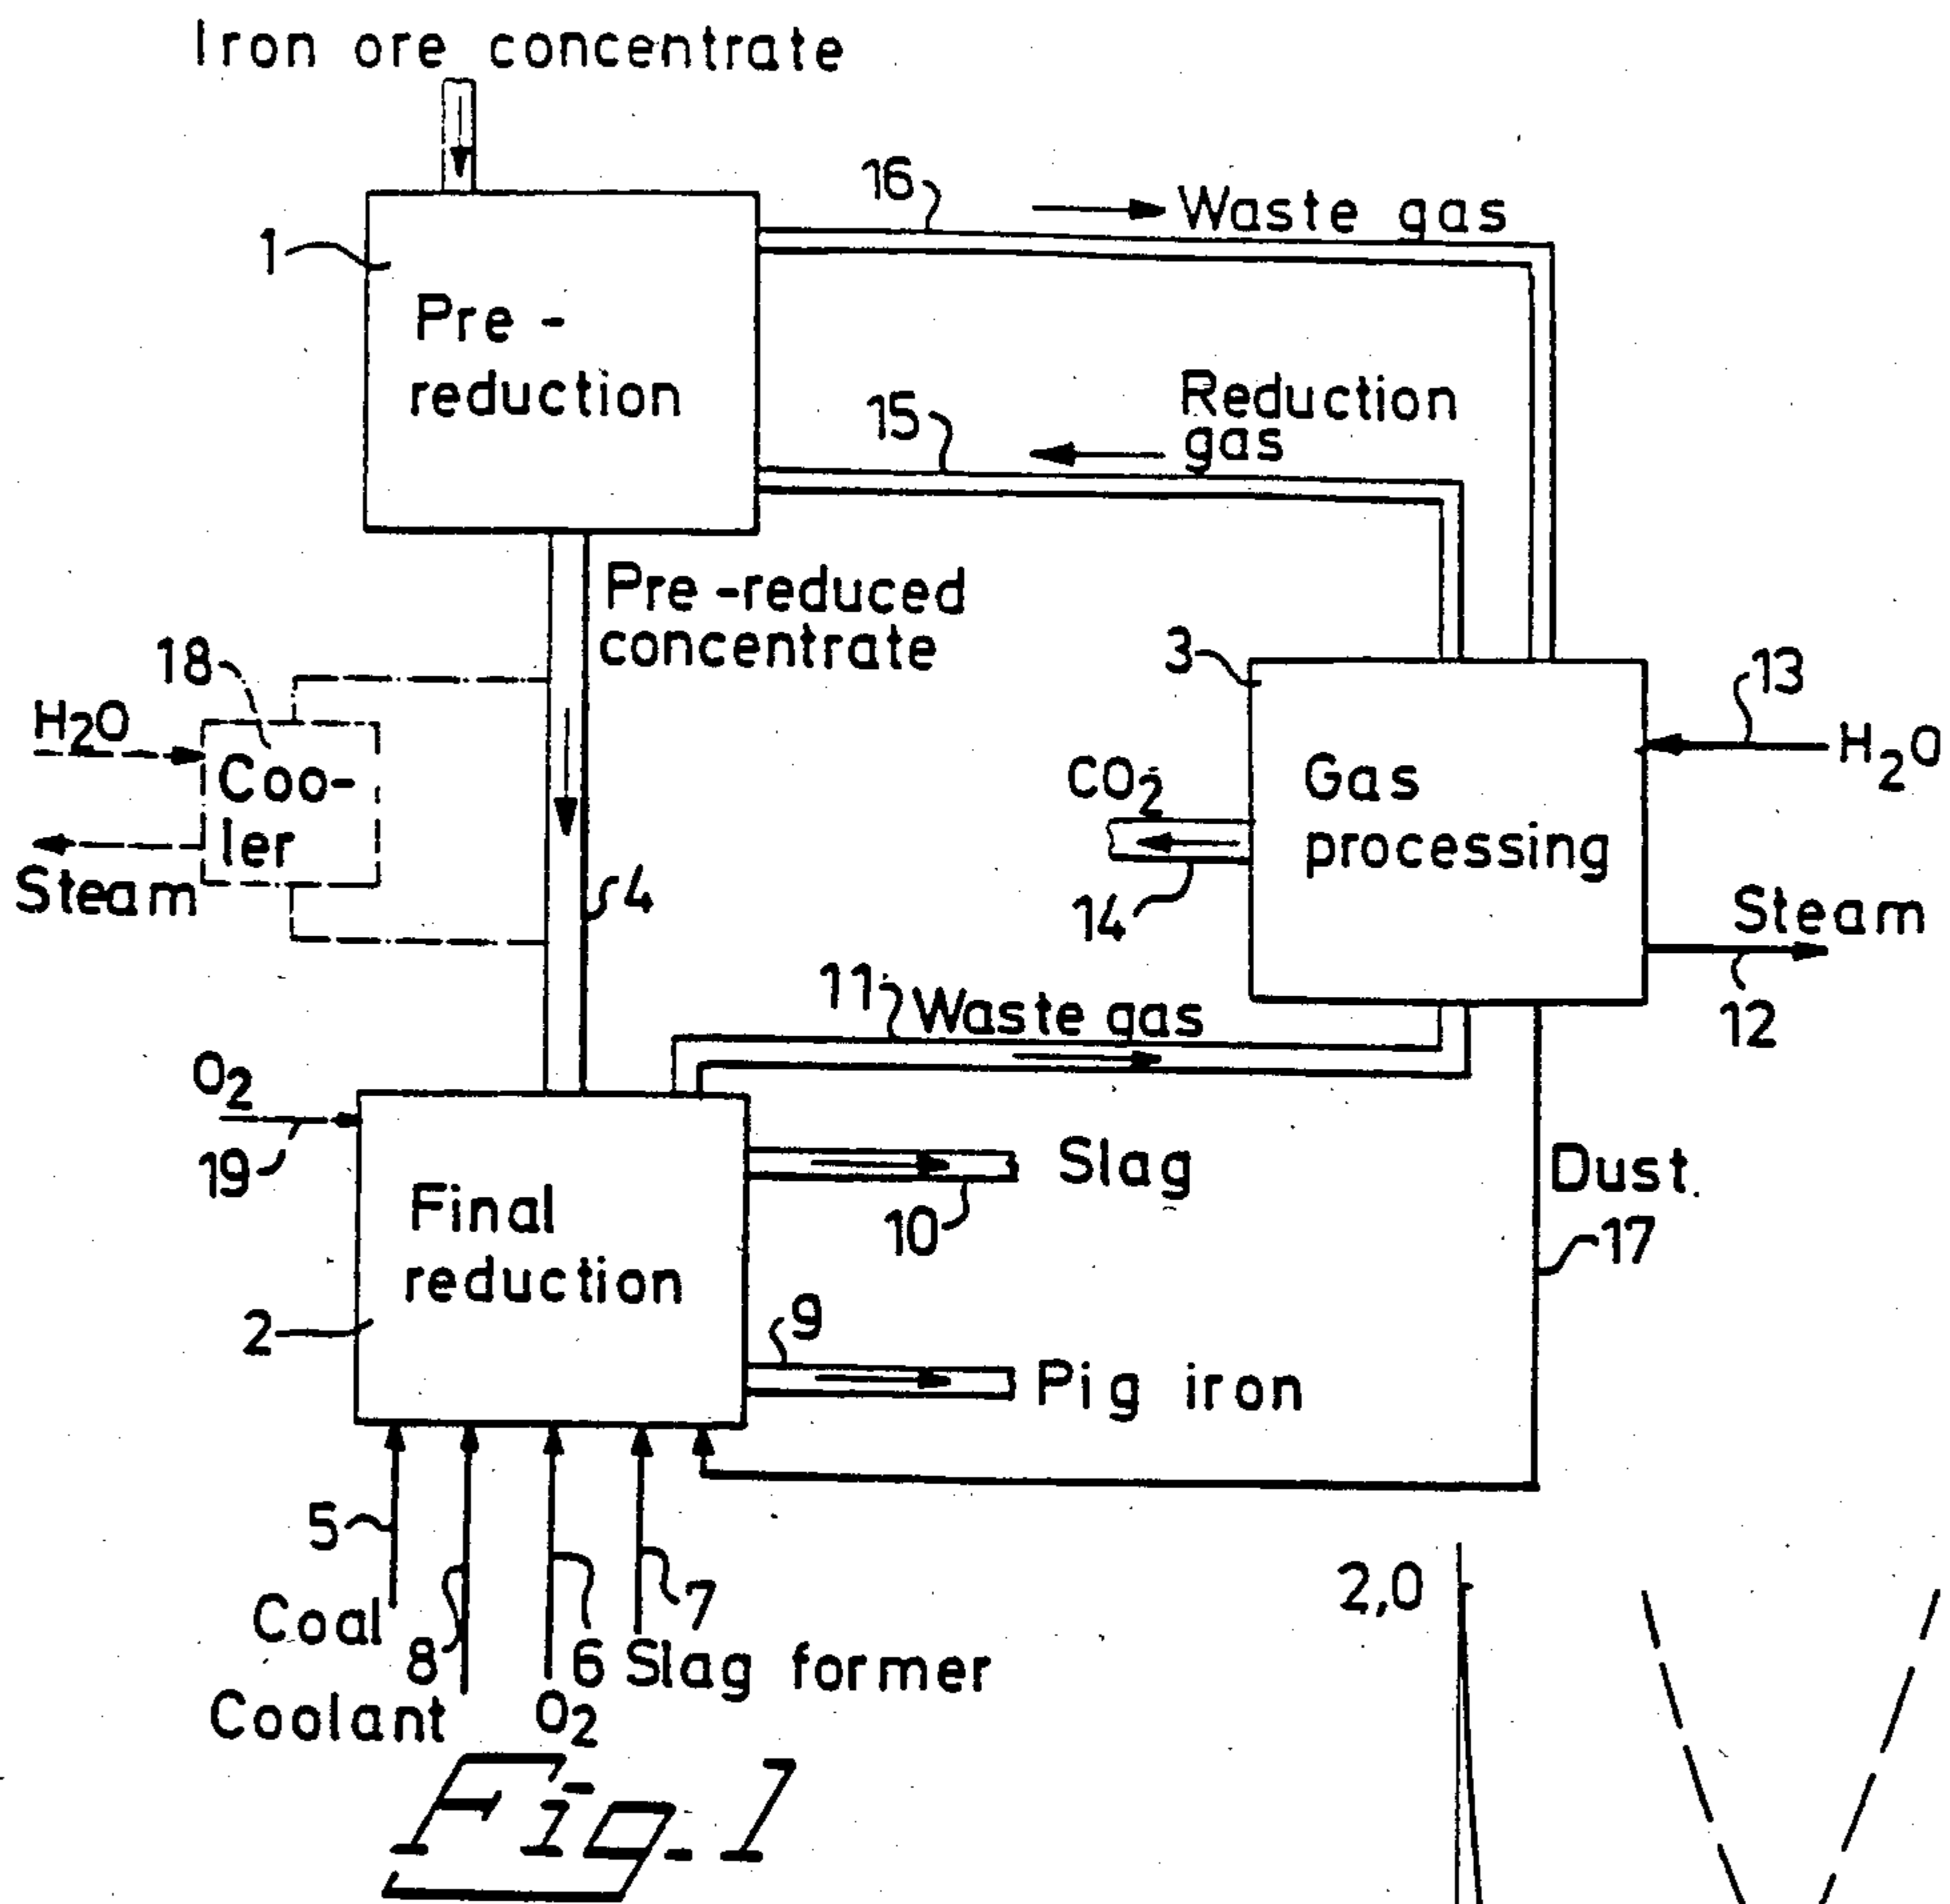 Iron ore concentrate
16
Waste gas
1
Pre -
reduction
15
Reduction
gas
Pre-reduced
concentrate
18
3
13
H2O
Coo-
ler
Steam
CO2
Gas
processing
H2O
4
14
Steam
12
11
Waste gas
O2
19
Slag
10
Dust.
17
Final
reduction
2
9
Pig iron
5
Coal
8
Coolant
6
O2
7
Slag former
2,0
Fig. 1